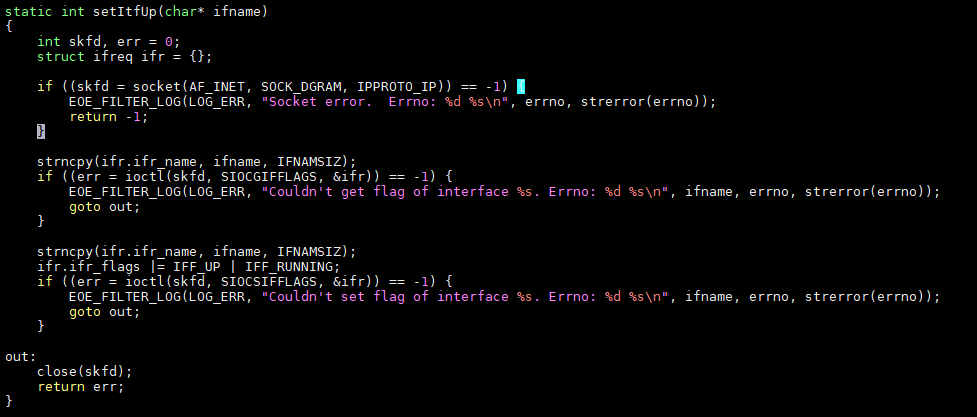 static int setItfUp(char* ifname)
{
    int skfd, err = 0;
    struct ifreq ifr = {};

    if ((skfd = socket(AF_INET, SOCK_DGRAM, IPPROTO_IP)) == -1) {
        EOE_FILTER_LOG(LOG_ERR, "Socket error.  Errno: %d %s\n", errno, strerror(errno));
        return -1;
    }

    strncpy(ifr.ifr_name, ifname, IFNAMSIZ);
    if ((err = ioctl(skfd, SIOCGIFFLAGS, &ifr)) == -1) {
        EOE_FILTER_LOG(LOG_ERR, "Couldn't get flag of interface %s. Errno: %d %s\n", ifname, errno, strerror(errno));
        goto out;
    }

    strncpy(ifr.ifr_name, ifname, IFNAMSIZ);
    ifr.ifr_flags |= IFF_UP | IFF_RUNNING;
    if ((err = ioctl(skfd, SIOCSIFFLAGS, &ifr)) == -1) {
        EOE_FILTER_LOG(LOG_ERR, "Couldn't set flag of interface %s. Errno: %d %s\n", ifname, errno, strerror(errno));
        goto out;
    }

out:
    close(skfd);
    return err;
}